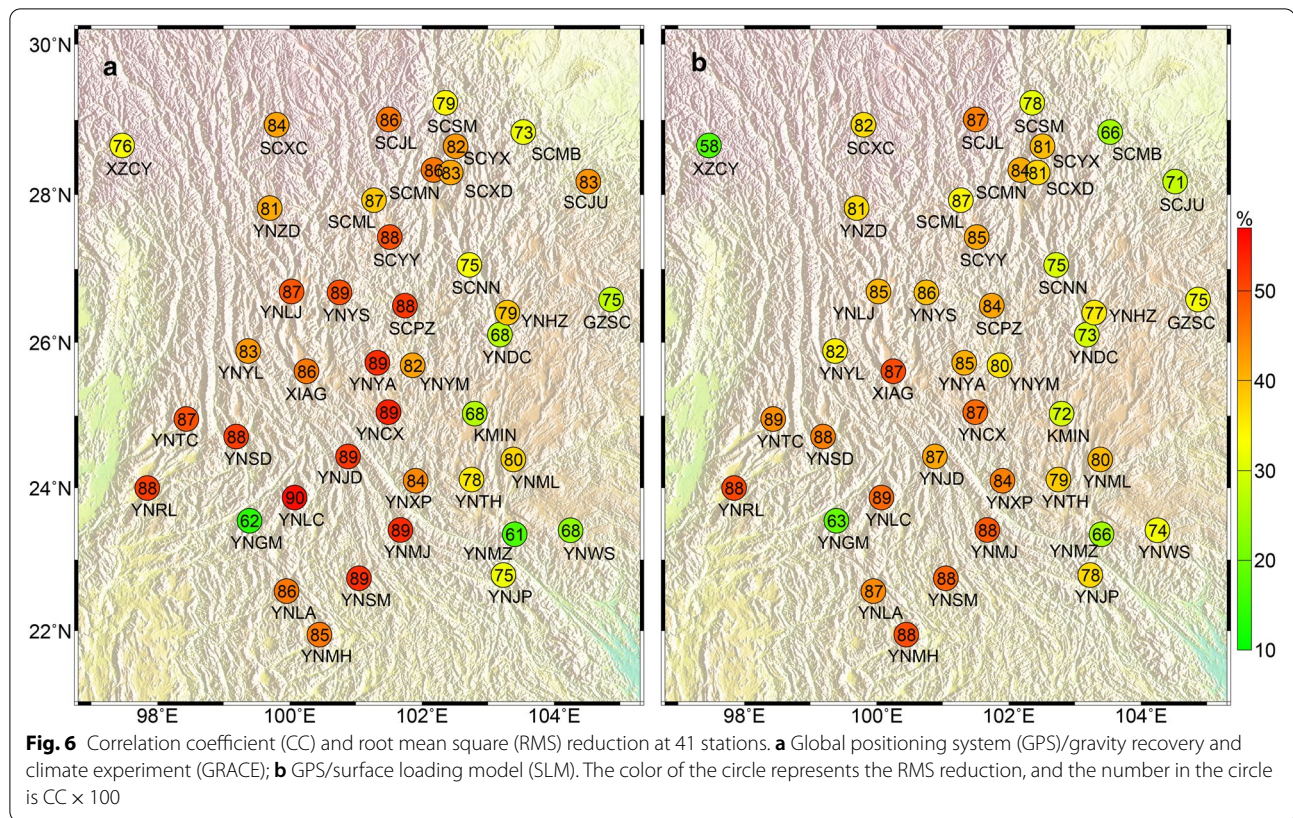 30°N
28°N
26°N
24°N
22°N
a
79
SCSM
84
SCXC
86
SCJL
73
SCMB
76
XZCY
82
SCYX
86
SCMN
83
SCXD
83
SCJU
87
SCML
81
YNZD
88
SCYY
75
SCNN
87
YNLJ
89
YNYS
88
SCPZ
79
YNHZ
75
GZSC
68
YNDC
83
YNYL
86
XIAG
89
YNYA
82
YNYM
87
YNTC
88
YNSD
89
YNCX
68
KMIN
89
YNJD
80
YNML
88
YNRL
84
YNXP
78
YNTH
90
YNLC
62
YNGM
89
YNMJ
61
YNMZ
68
YNWS
89
YNSM
75
YNJP
86
YNLA
85
YNMH
98°E 100°E 102°E 104°E
b
78
SCSM
82
SCXC
87
SCJL
66
SCMB
58
XZCY
81
SCYX
84
SCMN
81
SCXD
71
SCJU
87
SCML
81
YNZD
85
SCYY
75
SCNN
85
YNLJ
86
YNYS
84
SCPZ
77
YNHZ
75
GZSC
73
YNDC
82
YNYL
87
XIAG
85
YNYA
80
YNYM
89
YNTC
88
YNSD
87
YNCX
72
KMIN
87
YNJD
80
YNML
88
YNRL
84
YNXP
79
YNTH
89
YNLC
63
YNGM
88
YNMJ
66
YNMZ
74
YNWS
88
YNSM
78
YNJP
87
YNLA
88
YNMH
98°E 100°E 102°E 104°E
%
50
40
30
20
10
Fig. 6 Correlation coefficient (CC) and root mean square (RMS) reduction at 41 stations. a Global positioning system (GPS)/gravity recovery and
climate experiment (GRACE); b GPS/surface loading model (SLM). The color of the circle represents the RMS reduction, and the number in the circle
is CC × 100